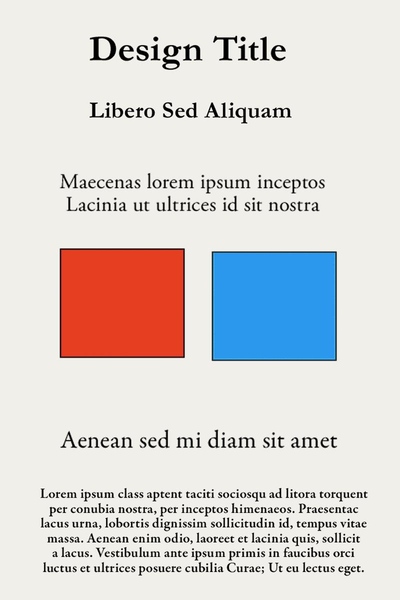 Design Title
Libero Sed Aliquam
Maecenas lorem ipsum inceptos
Lacinia ut ultrices id sit nostra
Aenean sed mi diam sit amet
Lorem ipsum class aptent taciti sociosqu ad litora torquent
per conubia nostra, per inceptos himenaeos. Praesentac
lacus urna, lobortis dignissim sollicitudin id, tempus vitae
massa. Aenean enim odio, laoreet et lacinia quis, sollicit
a lacus. Vestibulum ante ipsum primis in faucibus orci
luctus et ultrices posuere cubilia Curae; Ut eu lectus eget.